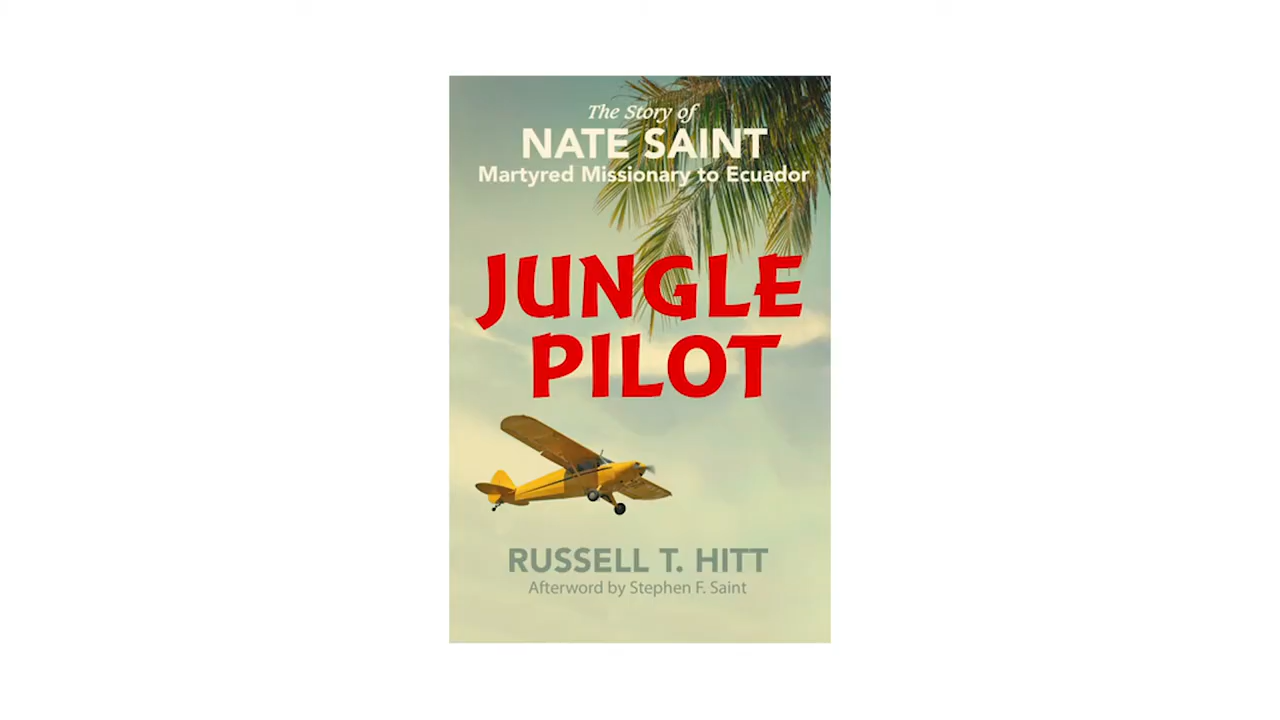 The Story of
NATE SAINT
Martyred Missionary to Ecuador
JUNGLE
PILOT
RUSSELL T. HITT
Afterword by Stephen F. Saint